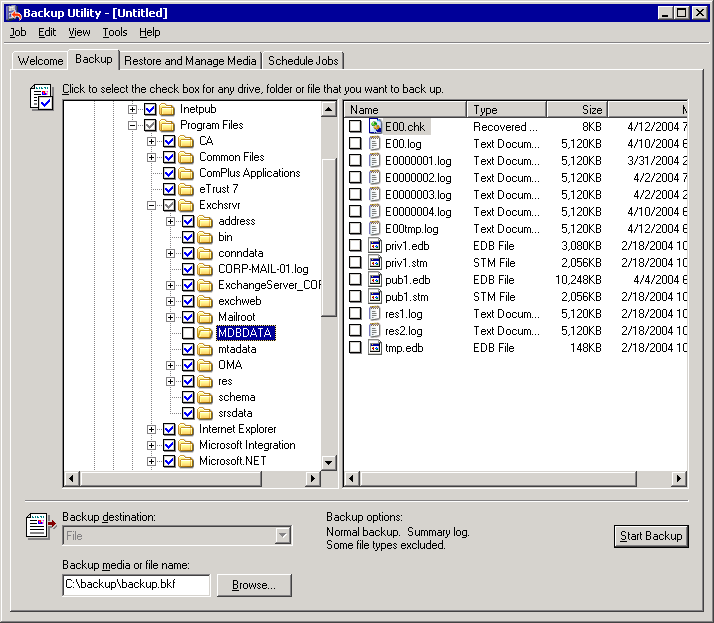 Backup Utility - [Untitled]
Job Edit View Tools Help
Welcome Backup Restore and Manage Media Schedule Jobs
Click to select the check box for any drive, folder or file that you want to back up.
Inetpub
Program Files
CA
Common Files
ComPlus Applications
eTrust 7
Exchsrvr
address
bin
conndata
CORP-MAIL-01.log
ExchangeServer_COR
exchweb
Mailroot
MDBDATA
mtadata
OMA
res
schema
srsdata
Internet Explorer
Microsoft Integration
Microsoft.NET
Name Type Size M
E00.chk Recovered ... 8KB 4/12/2004 7
E00.log Text Docum... 5,120KB 4/10/2004 6
E0000001.log Text Docum... 5,120KB 3/31/2004 2
E0000002.log Text Docum... 5,120KB 4/2/2004 7
E0000003.log Text Docum... 5,120KB 4/2/2004 2
E0000004.log Text Docum... 5,120KB 4/10/2004 6
E00tmp.log Text Docum... 5,120KB 4/10/2004 6
priv1.edb EDB File 3,080KB 2/18/2004 10
priv1.stm STM File 2,056KB 2/18/2004 10
pub1.edb EDB File 10,248KB 4/4/2004 6
pub1.stm STM File 2,056KB 2/18/2004 10
res1.log Text Docum... 5,120KB 2/18/2004 10
res2.log Text Docum... 5,120KB 2/18/2004 10
tmp.edb EDB File 148KB 2/18/2004 10
Backup destination:
File
Backup media or file name:
C:\backup\backup.bkf
Browse...
Backup options:
Normal backup. Summary log.
Some file types excluded.
Start Backup